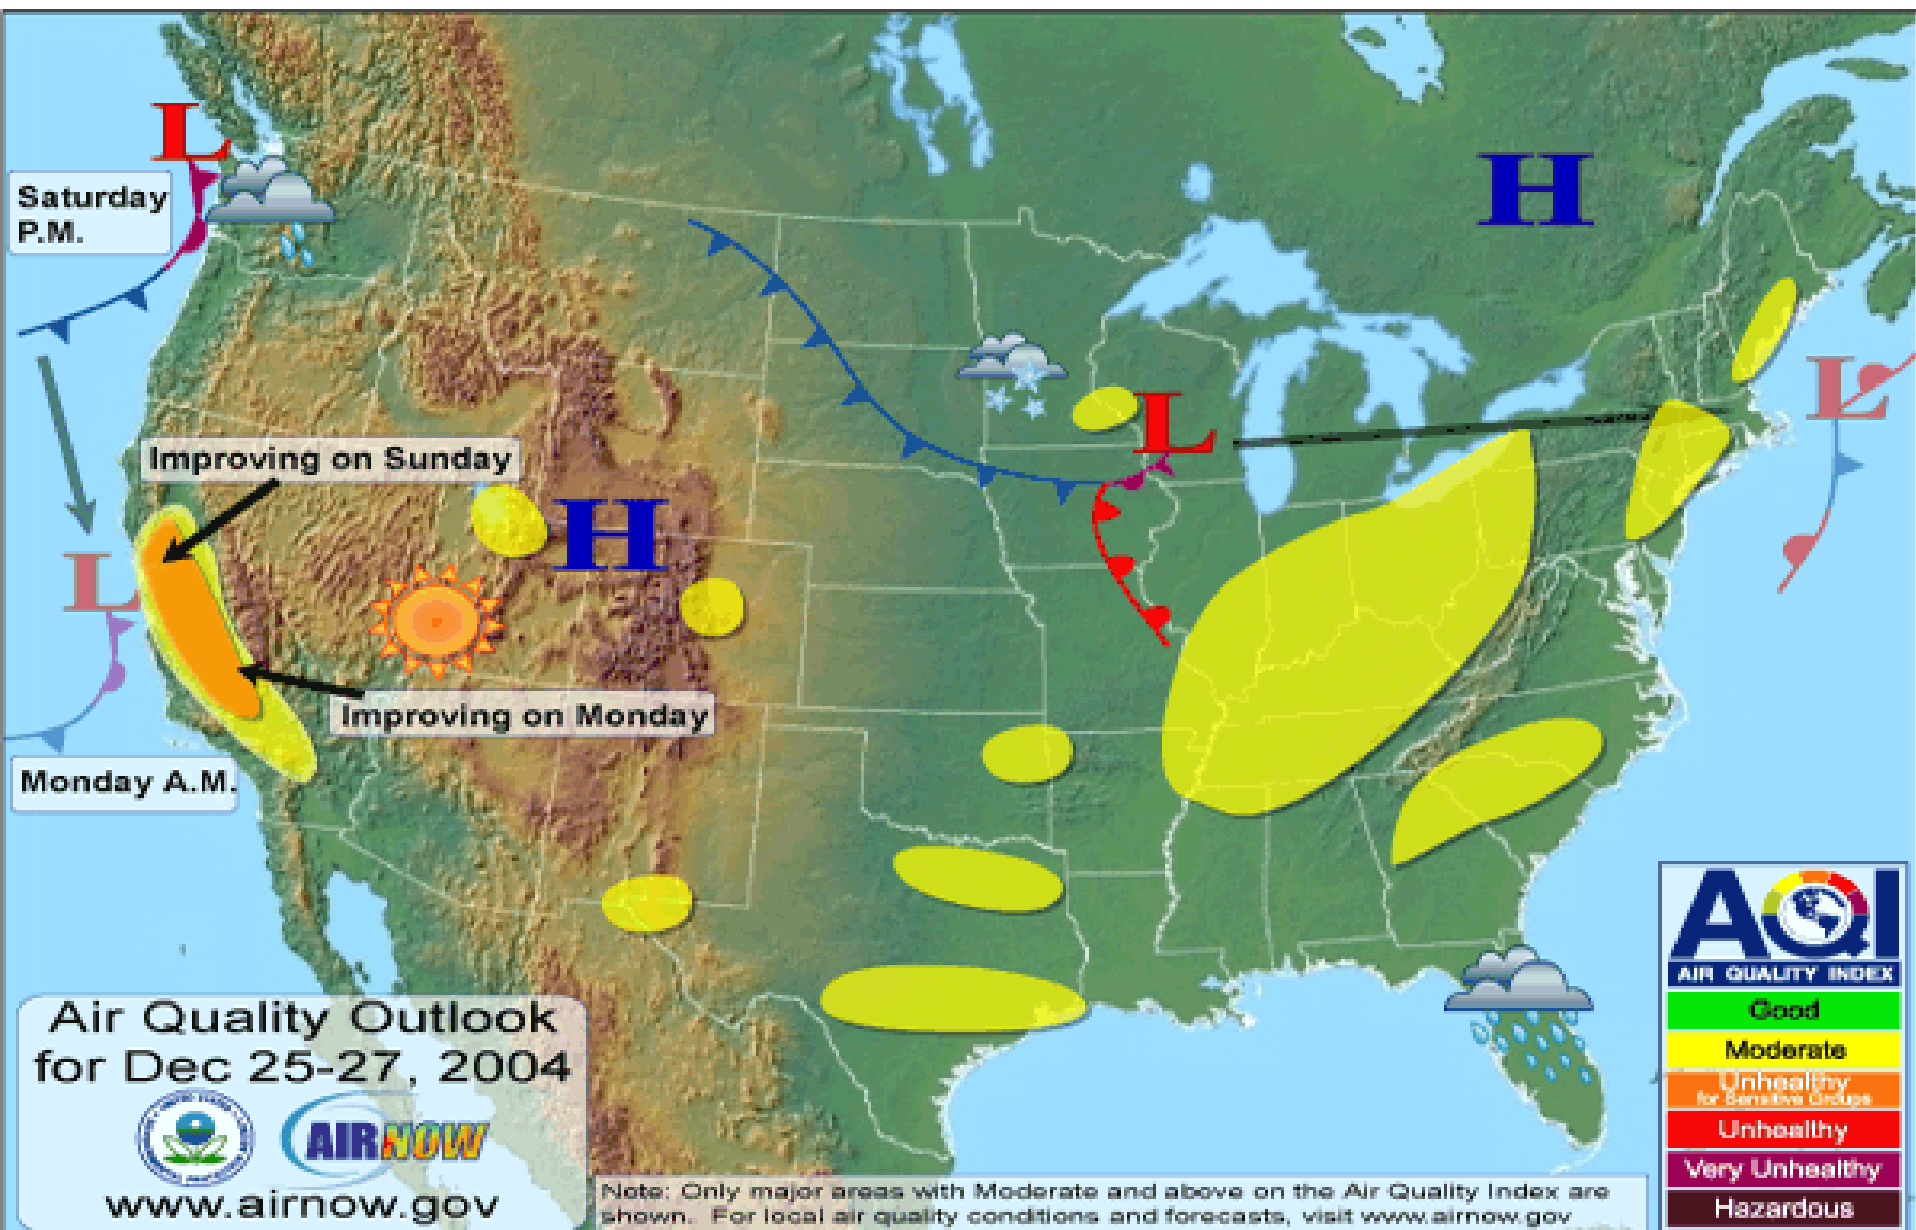 L
Saturday
P.M.
H
L
Improving on Sunday
L
H
L
Improving on Monday
Monday A.M.
Air Quality Outlook
for Dec 25-27, 2004
AIRNOW
www.airnow.gov
Note: Only major areas with Moderate and above on the Air Quality Index are
shown. For local air quality conditions and forecasts, visit www.airnow.gov
AQI
AIR QUALITY INDEX
Good
Moderate
Unhealthy
for Sensitive Groups
Unhealthy
Very Unhealthy
Hazardous